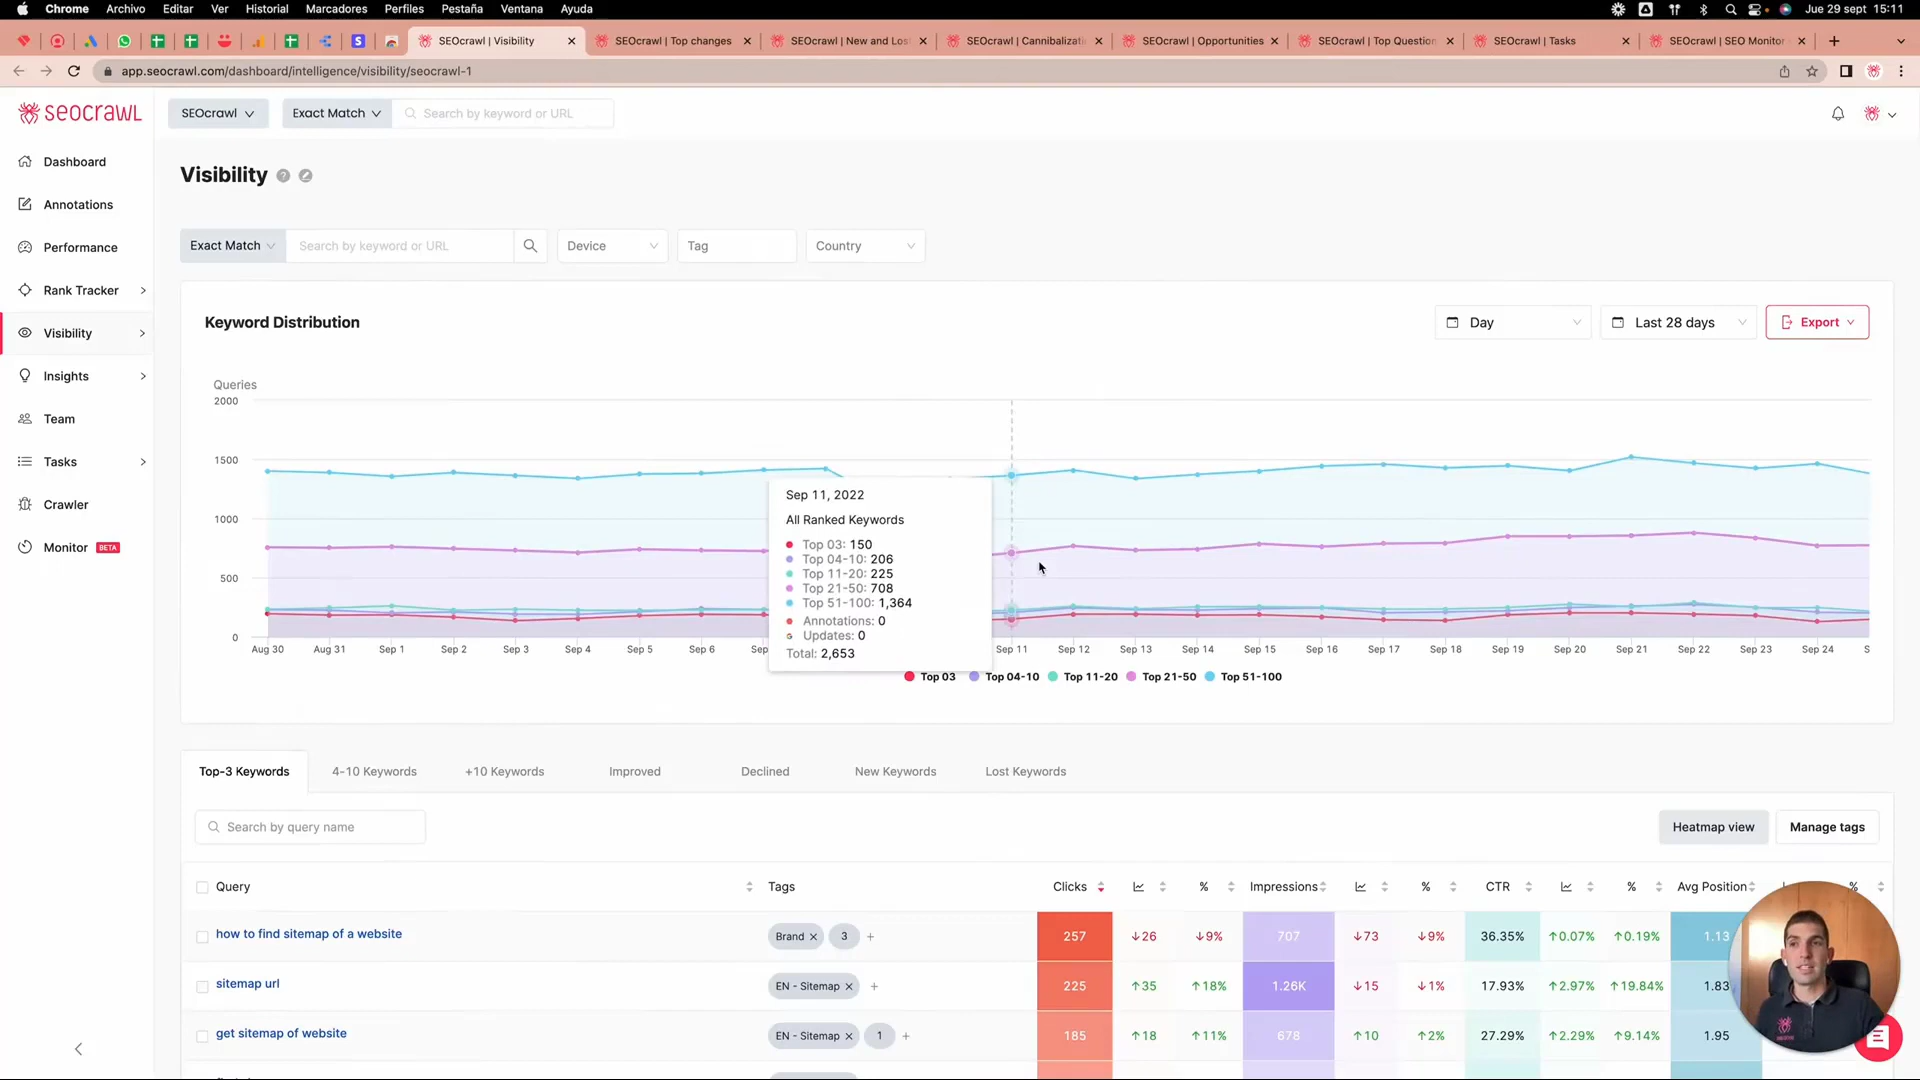 Chrome Archivo Editar Ver Historial Marcadores Perfiles Pestaña Ventana Ayuda Jue 29 sept 15:11
SEOcrawl | Visibility SEOcrawl | Top changes SEOcrawl | New and Los SEOcrawl | Cannibalizati SEOcrawl | Opportunities SEOcrawl | Top Question SEOcrawl | Tasks SEOcrawl | SEO Monitor
app.seocrawl.com/dashboard/intelligence/visibility/seocrawl-1
seocrawl SEOcrawl Exact Match Search by keyword or URL
Dashboard
Annotations
Performance
Rank Tracker
Visibility
Insights
Team
Tasks
Crawler
Monitor BETA
Visibility
Exact Match Search by keyword or URL Device Tag Country
Keyword Distribution Day Last 28 days Export
Queries
2000
1500
1000
500
0
Sep 11, 2022
All Ranked Keywords
Top 03: 150
Top 04-10: 206
Top 11-20: 225
Top 21-50: 708
Top 51-100: 1,364
Annotations: 0
Updates: 0
Total: 2,653
Aug 30 Aug 31 Sep 1 Sep 2 Sep 3 Sep 4 Sep 5 Sep 6 Sep Sep 11 Sep 12 Sep 13 Sep 14 Sep 15 Sep 16 Sep 17 Sep 18 Sep 19 Sep 20 Sep 21 Sep 22 Sep 23 Sep 24 S
Top 03 Top 04-10 Top 11-20 Top 21-50 Top 51-100
Top-3 Keywords 4-10 Keywords +10 Keywords Improved Declined New Keywords Lost Keywords
Search by query name Heatmap view Manage tags
Query Tags Clicks % Impressions % CTR % Avg Position %
how to find sitemap of a website Brand × 3 + 257 ↓26 ↓9% 707 ↓73 ↓9% 36.35% ↑0.07% ↑0.19% 1.13
sitemap url EN - Sitemap × + 225 ↑35 ↑18% 1.26K ↓15 ↓1% 17.93% ↑2.97% ↑19.84% 1.83
get sitemap of website EN - Sitemap × 1 + 185 ↑18 ↑11% 678 ↑10 ↑2% 27.29% ↑2.29% ↑9.14% 1.95